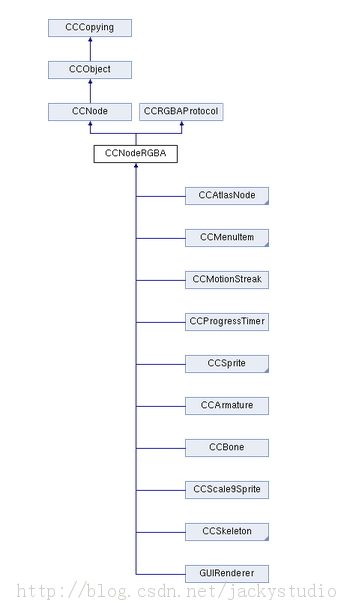 CCCopying
CCObject
CCNode CCRGBAProtocol
CCNodeRGBA
CCAtlasNode
CCMenuItem
CCMotionStreak
CCProgressTimer
CCSprite
CCArmature
CCBone
CCScale9Sprite
CCSkeleton
GUIRenderer
http://blog.csdn.net/jackystudio